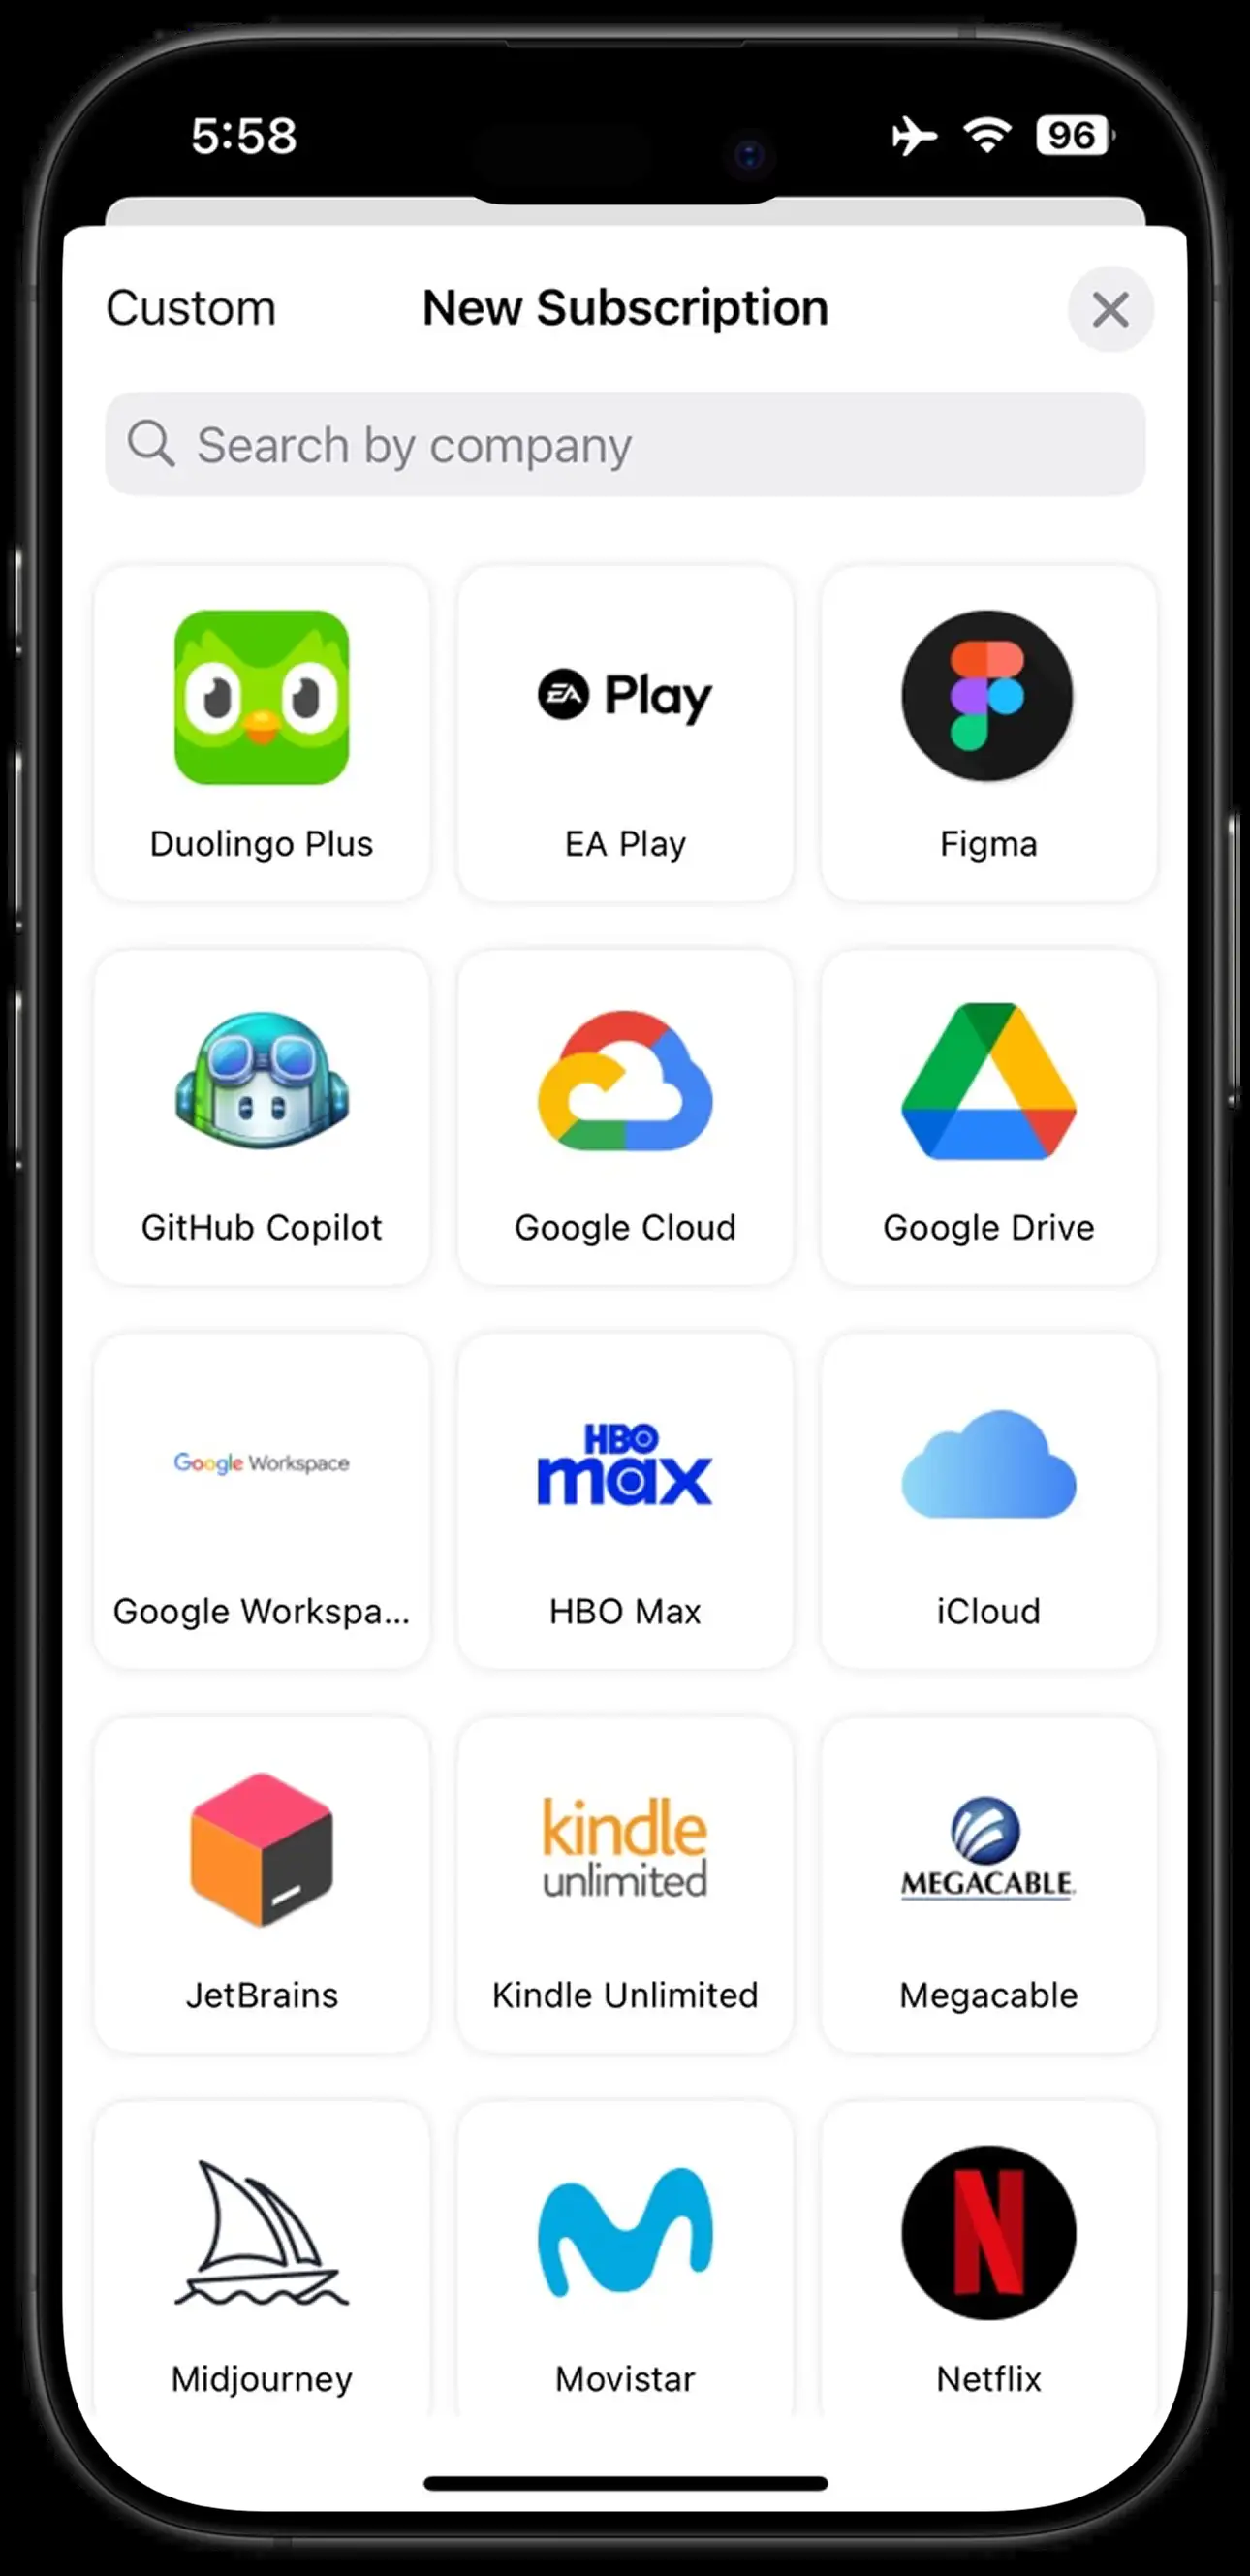 5:58
96
Custom
New Subscription
Search by company
EA Play
Duolingo Plus
EA Play
Figma
GitHub Copilot
Google Cloud
Google Drive
Google Workspace
HBO
max
Google Workspa...
HBO Max
iCloud
kindle
unlimited
MEGACABLE
JetBrains
Kindle Unlimited
Megacable
N
Midjourney
Movistar
Netflix